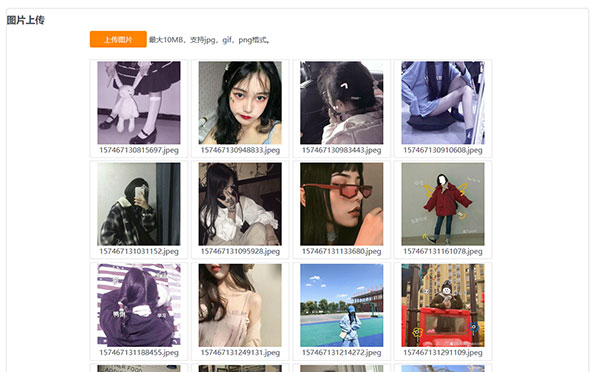 图片上传
上传图片 最大10MB，支持jpg，gif，png格式。
157467130815697.jpeg 157467130948833.jpeg 157467130983443.jpeg 157467130910608.jpeg
157467131031152.jpeg 157467131095928.jpeg 157467131133680.jpeg 157467131161078.jpeg
157467131188455.jpeg 157467131249131.jpeg 157467131214272.jpeg 157467131291109.jpeg